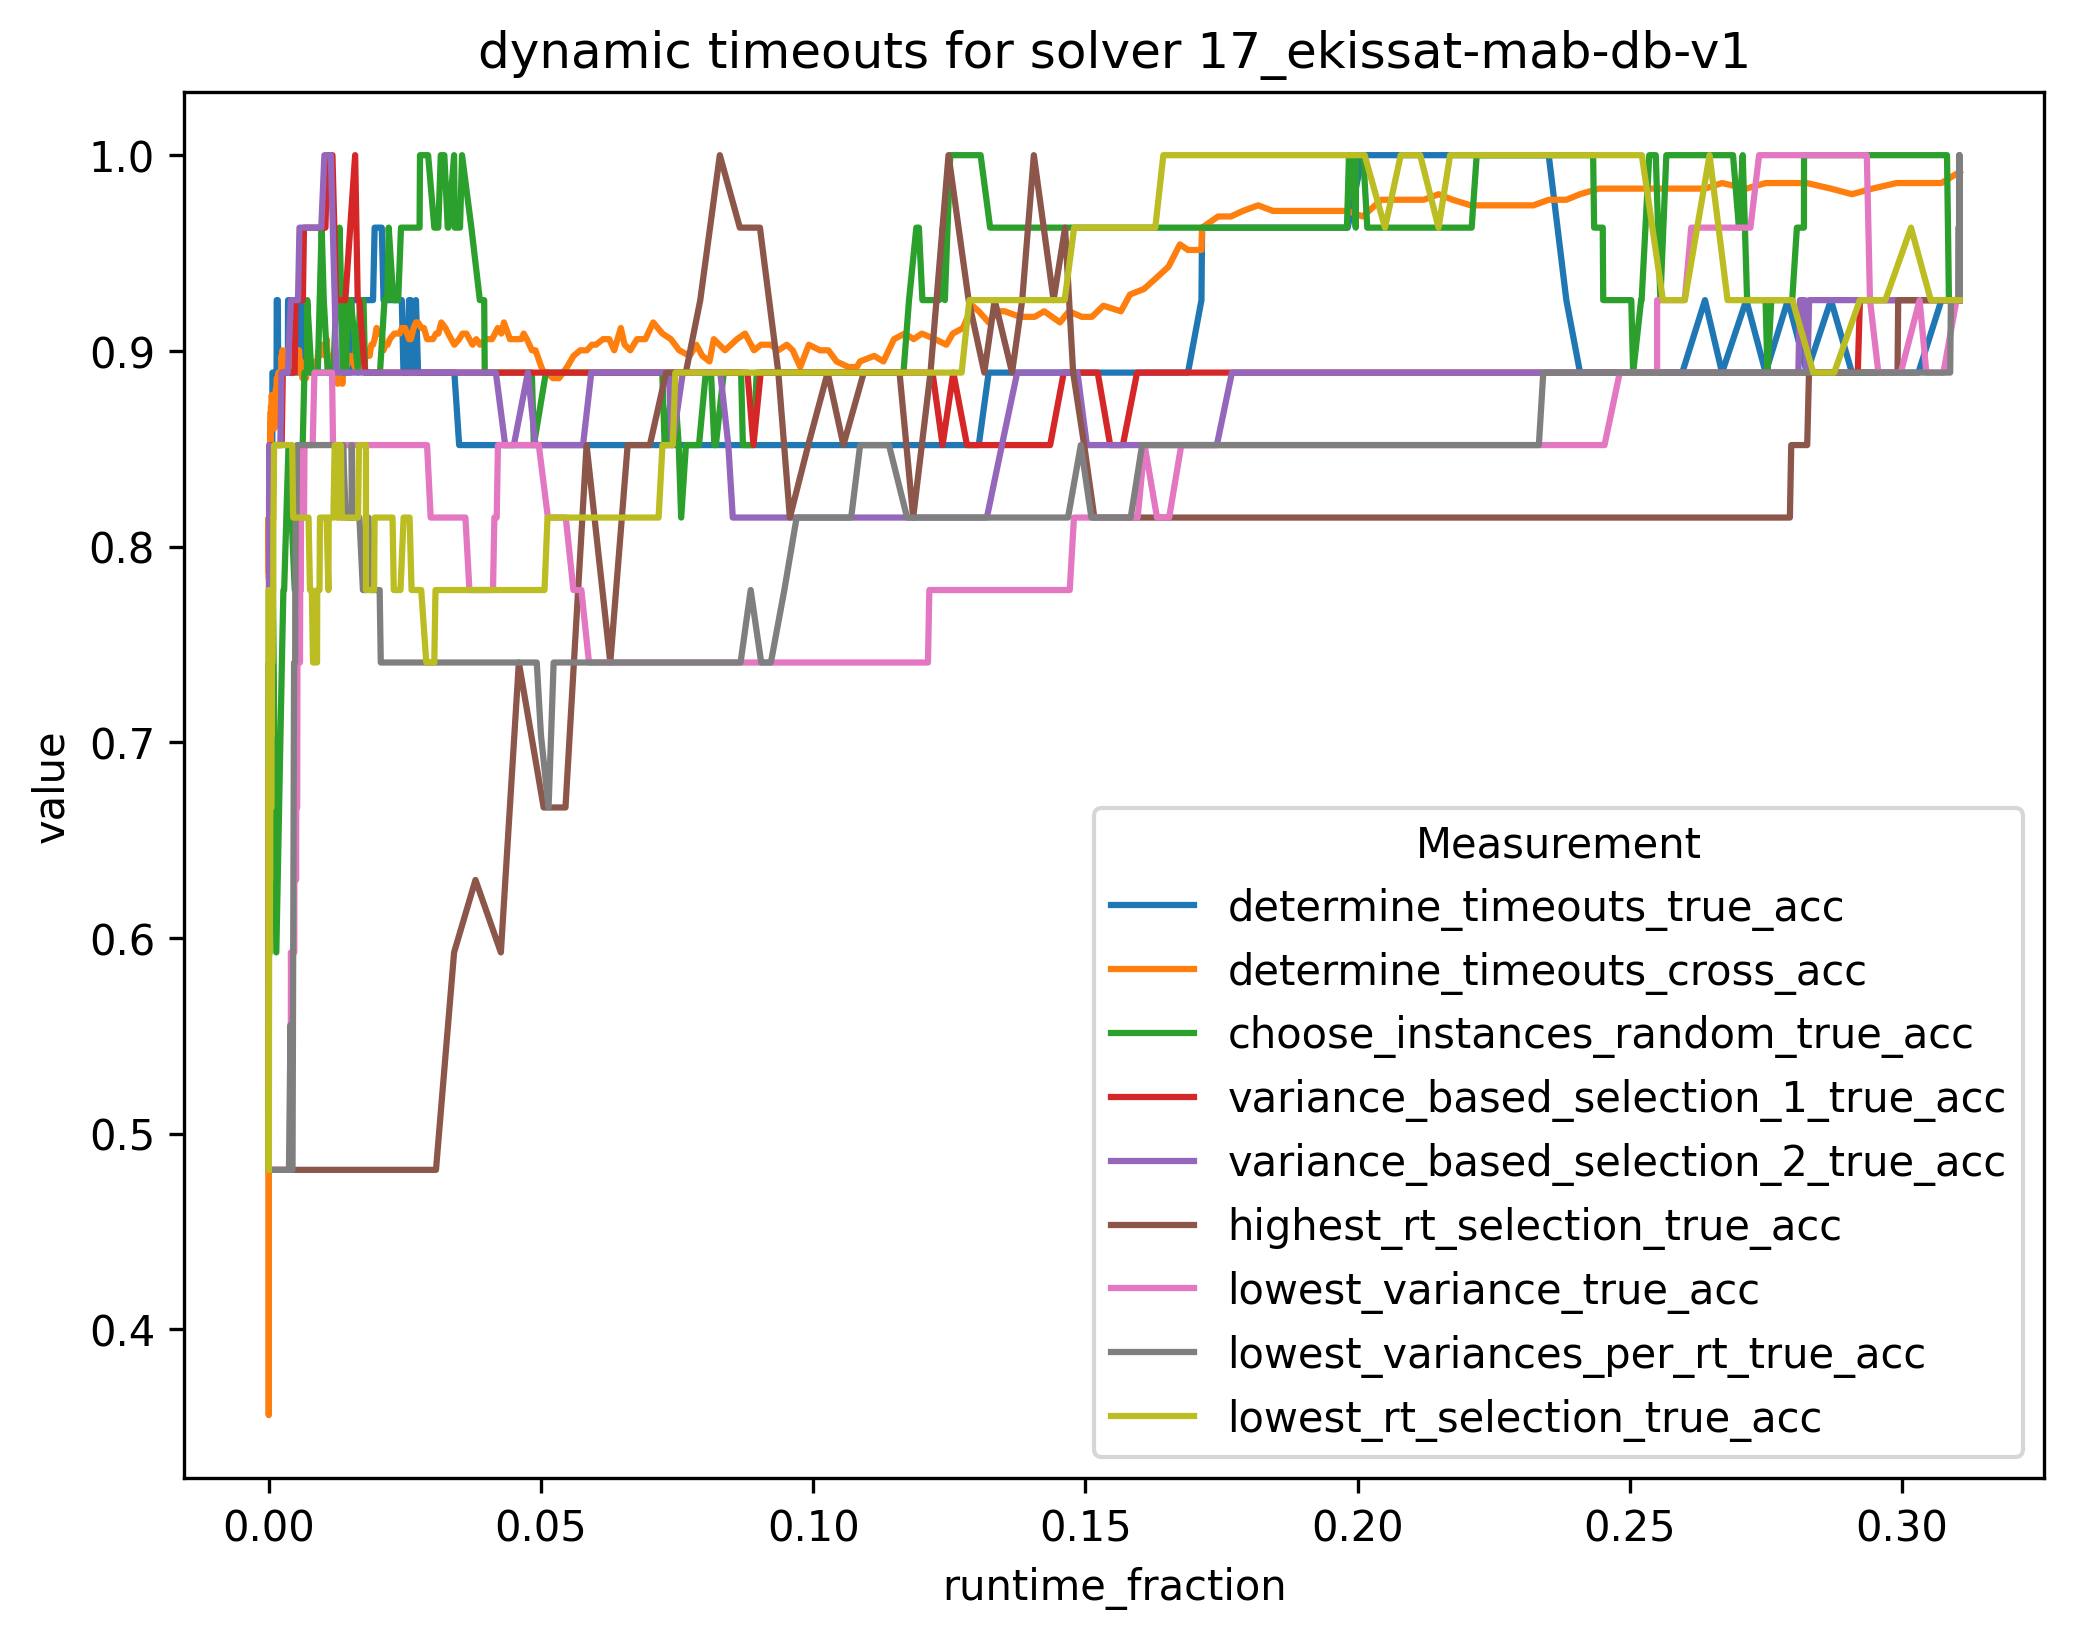 dynamic timeouts for solver 17_ekissat-mab-db-v1
1.0
0.9
0.8
0.7
0.6
0.5
0.4
value
Measurement
determine_timeouts_true_acc
determine_timeouts_cross_acc
choose_instances_random_true_acc
variance_based_selection_1_true_acc
variance_based_selection_2_true_acc
highest_rt_selection_true_acc
lowest_variance_true_acc
lowest_variances_per_rt_true_acc
lowest_rt_selection_true_acc
0.00 0.05 0.10 0.15 0.20 0.25 0.30
runtime_fraction